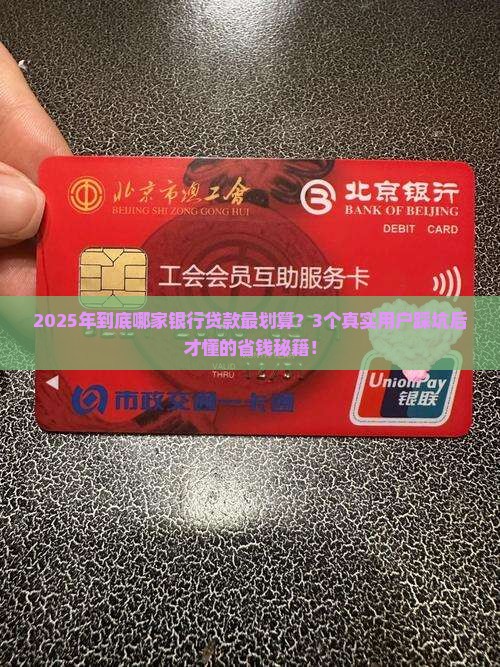 北京市总工会
BEIJING SHI ZONG GONG HUI
北京银行
BANK OF BEIJING
DEBIT CARD
工会会员互助服务卡
2025年到底哪家银行贷款最划算？3个真实用户踩坑后
才懂的省钱秘籍！
THRU
市政交通一卡通
UnionPay
银联